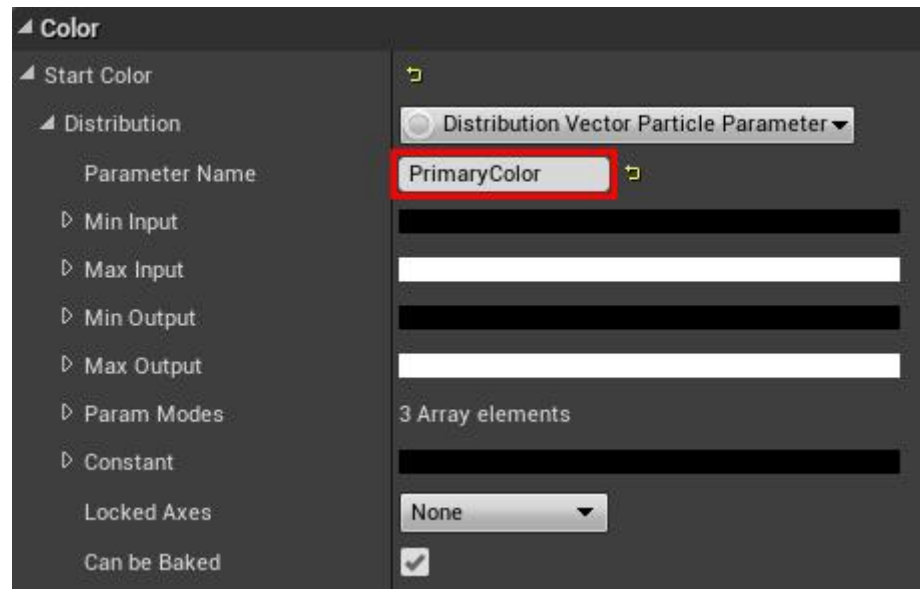 Color
Start Color
Distribution Distribution Vector Particle Parameter
Parameter Name PrimaryColor
Min Input
Max Input
Min Output
Max Output
Param Modes 3 Array elements
Constant
Locked Axes None
Can be Baked